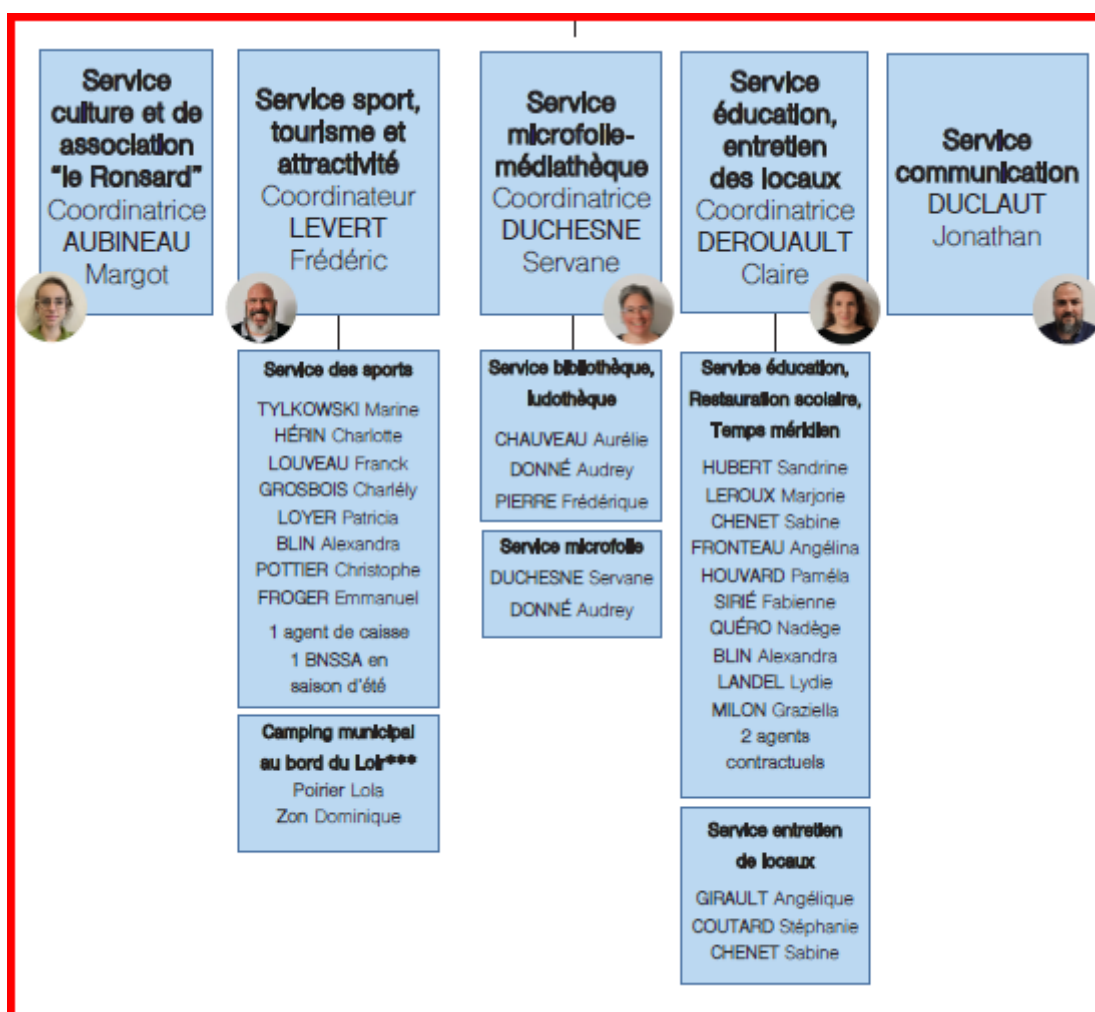 Service
culture et de
association
“le Ronsard”
Coordinatrice
AUBINEAU
Margot
Service sport,
tourisme et
attractivité
Coordinateur
LEVERT
Frédéric
Service des sports
TYLKOWSKI Marine
HÉRIN Charlotte
LOUVEAU Franck
GROSBOIS Charlély
LOYER Patricia
BLIN Alexandra
POTTIER Christophe
FROGER Emmanuel
1 agent de caisse
1 BNSSA en
saison d'été
Camping municipal
au bord du Loir***
Poirier Lola
Zon Dominique
Service
microfolie-
médiathèque
Coordinatrice
DUCHESNE
Servane
Service bibliothèque,
ludothèque
CHAUVEAU Aurélie
DONNÉ Audrey
PIERRE Frédérique
Service microfolie
DUCHESNE Servane
DONNÉ Audrey
Service
éducation,
entretien
des locaux
Coordinatrice
DEROUAULT
Claire
Service éducation,
Restauration scolaire,
Temps méridien
HUBERT Sandrine
LEROUX Marjorie
CHENET Sabine
FRONTEAU Angélina
HOUVARD Paméla
SIRIÉ Fabienne
QUÉRO Nadège
BLIN Alexandra
LANDEL Lydie
MILON Graziella
2 agents
contractuels
Service entretien
de locaux
GIRAULT Angélique
COUTARD Stéphanie
CHENET Sabine
Service
communication
DUCLAUT
Jonathan